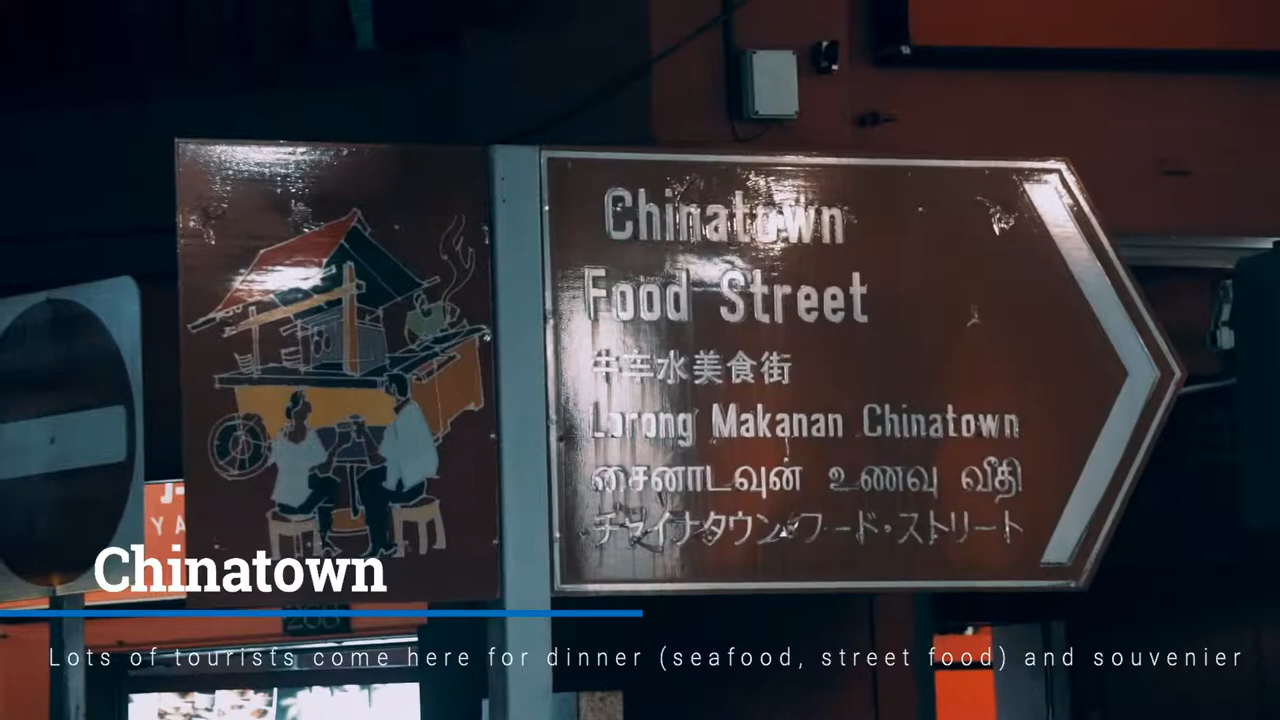 Chinatown
Food Street
牛车水美食街
Lorong Makanan Chinatown
சைனாடவுன் உணவு வீதி
チャイナタウン・フード・ストリート
Chinatown
Lots of tourists come here for dinner (seafood, street food) and souvenier